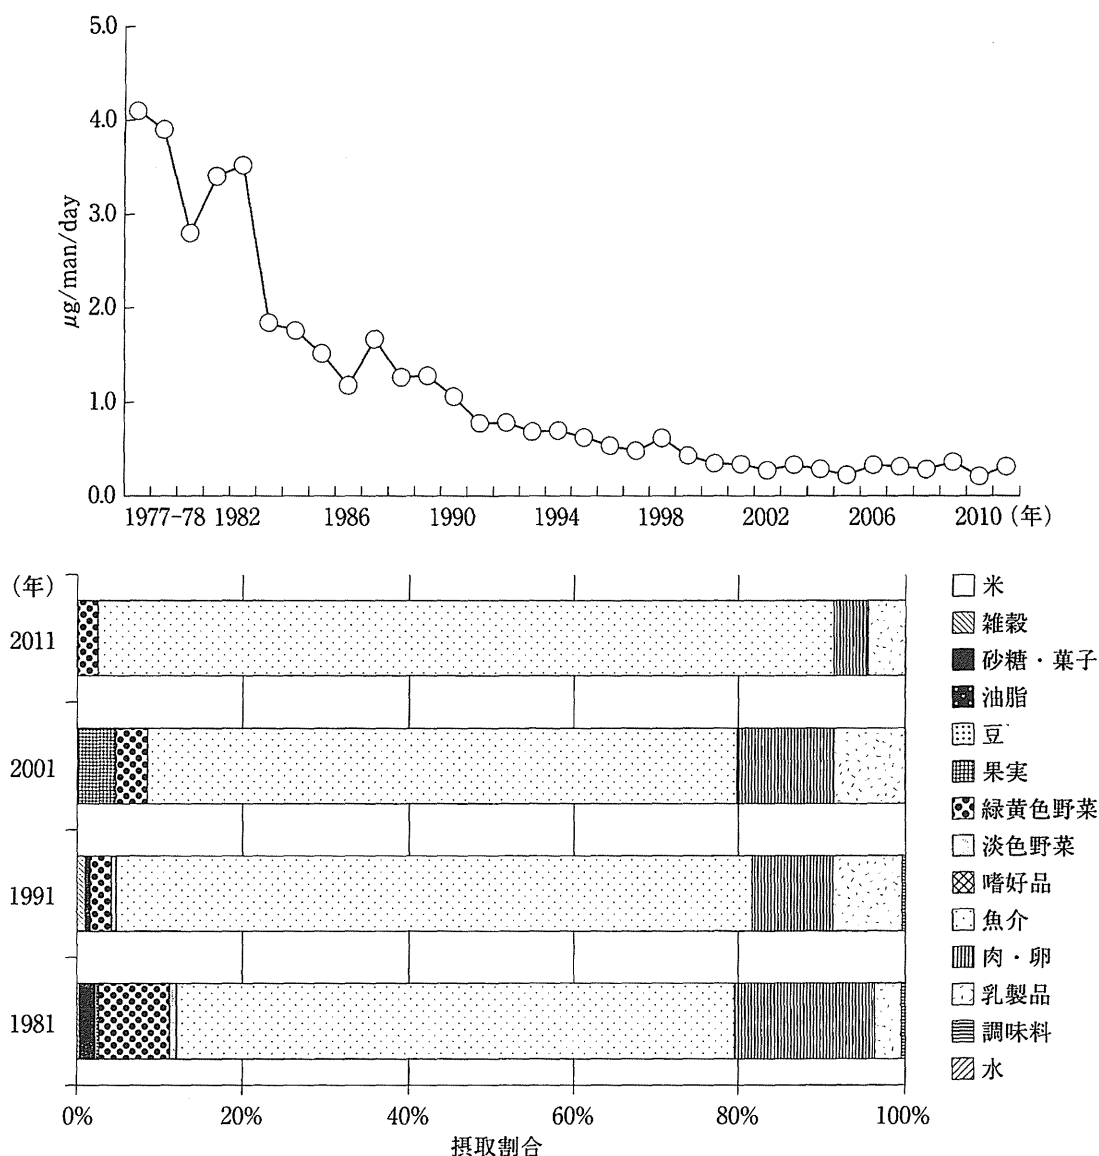 5.0
4.0
3.0
2.0
1.0
0.0
μg/man/day
1977-78 1982 1986 1990 1994 1998 2002 2006 2010 (年)
(年)
2011
2001
1991
1981
0% 20% 40% 60% 80% 100%
摂取割合
米
雑穀
砂糖・菓子
油脂
豆
果実
緑黄色野菜
淡色野菜
嗜好品
魚介
肉・卵
乳製品
調味料
水